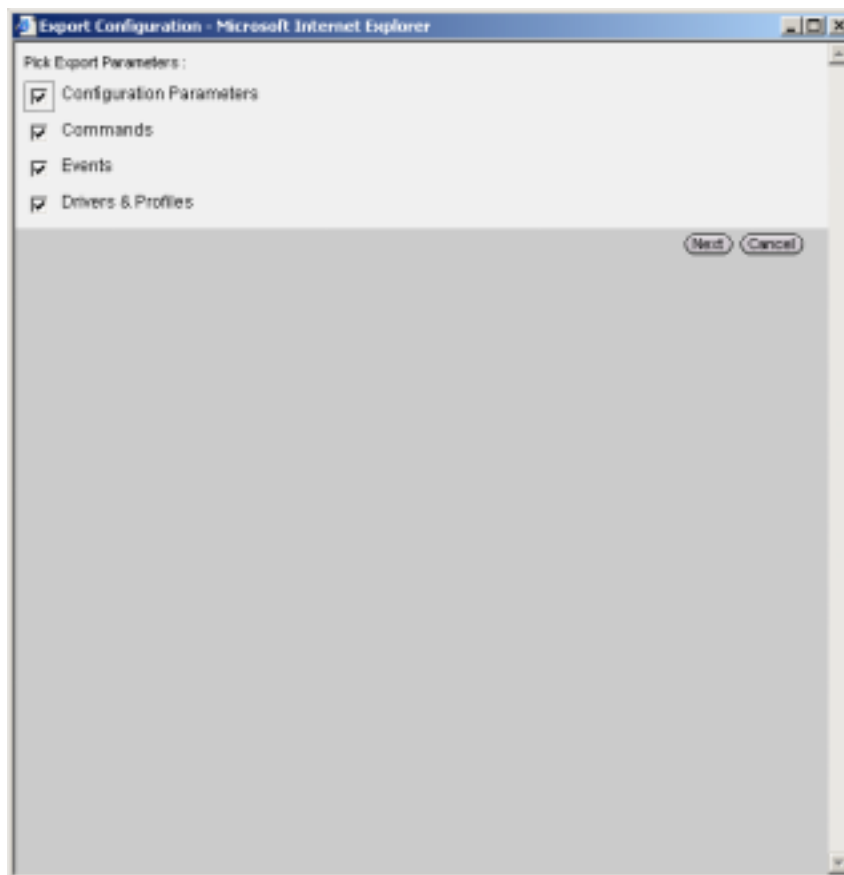 Export Configuration - Microsoft Internet Explorer
Pick Export Parameters :
Configuration Parameters
Commands
Events
Drivers & Profiles
Next Cancel